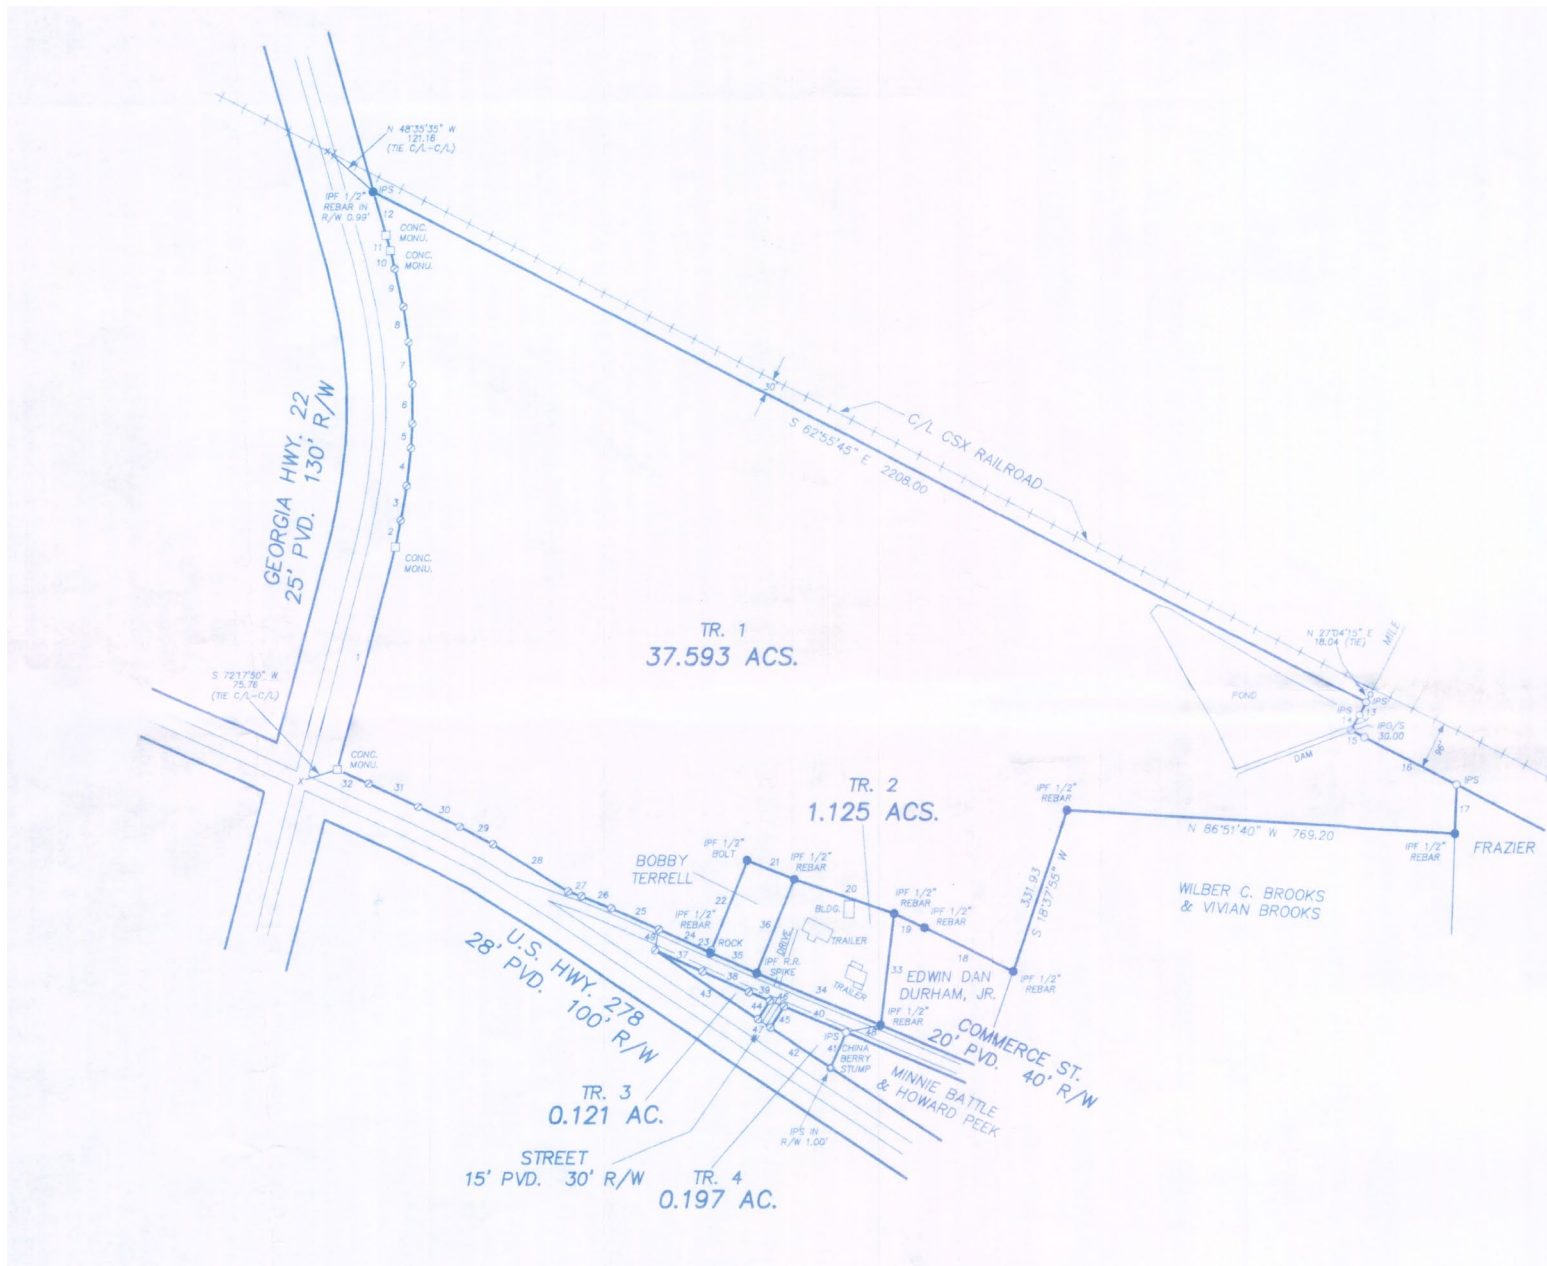 N 48°35'35" W
121.16
(TIE C/L-C/L)
IPS
IPF 1/2"
REBAR IN
R/W 0.99'
12
CONC.
MONU.
11
CONC.
MONU.
10
9
8
7
6
5
4
3
2
CONC.
MONU.
1
GEORGIA HWY. 22
25' PVD. 130' R/W
30'
S 62°55'45" E 2208.00
C/L CSX RAILROAD
TR. 1
37.593 ACS.
N 27°04'15" E
18.04 (TIE)
MILE
POND
DAM
IPS
IPS
13
14
IPO/S
30.00
15
96'
16
IPS
17
S 72°17'50" W
75.76
(TIE C/L-C/L)
CONC.
MONU.
32
31
30
29
28
27
26
25
24
23
TR. 2
1.125 ACS.
IPF 1/2"
REBAR
N 86°51'40" W 769.20
IPF 1/2"
REBAR
FRAZIER
331.93
S 18°37'55" W
WILBER C. BROOKS
& VIVIAN BROOKS
IPF 1/2"
BOLT
21
IPF 1/2"
REBAR
BOBBY
TERRELL
22
20
IPF 1/2"
REBAR
19
IPF 1/2"
REBAR
18
IPF 1/2"
REBAR
BLDG.
TRAILER
TRAILER
DRIVE
36
33
34
35
IPF 1/2"
REBAR
ROCK
IPF R.R.
SPIKE
EDWIN DAN
DURHAM, JR.
IPF 1/2"
REBAR
37
38
39
40
41
42
43
44
45
46
47
48
49
IPS
CHINA
BERRY
STUMP
COMMERCE ST.
20' PVD. 40' R/W
MINNIE BATTLE
& HOWARD PEEK
U.S. HWY. 278
28' PVD. 100' R/W
IPS IN
R/W 1.00'
TR. 3
0.121 AC.
STREET
15' PVD. 30' R/W
TR. 4
0.197 AC.